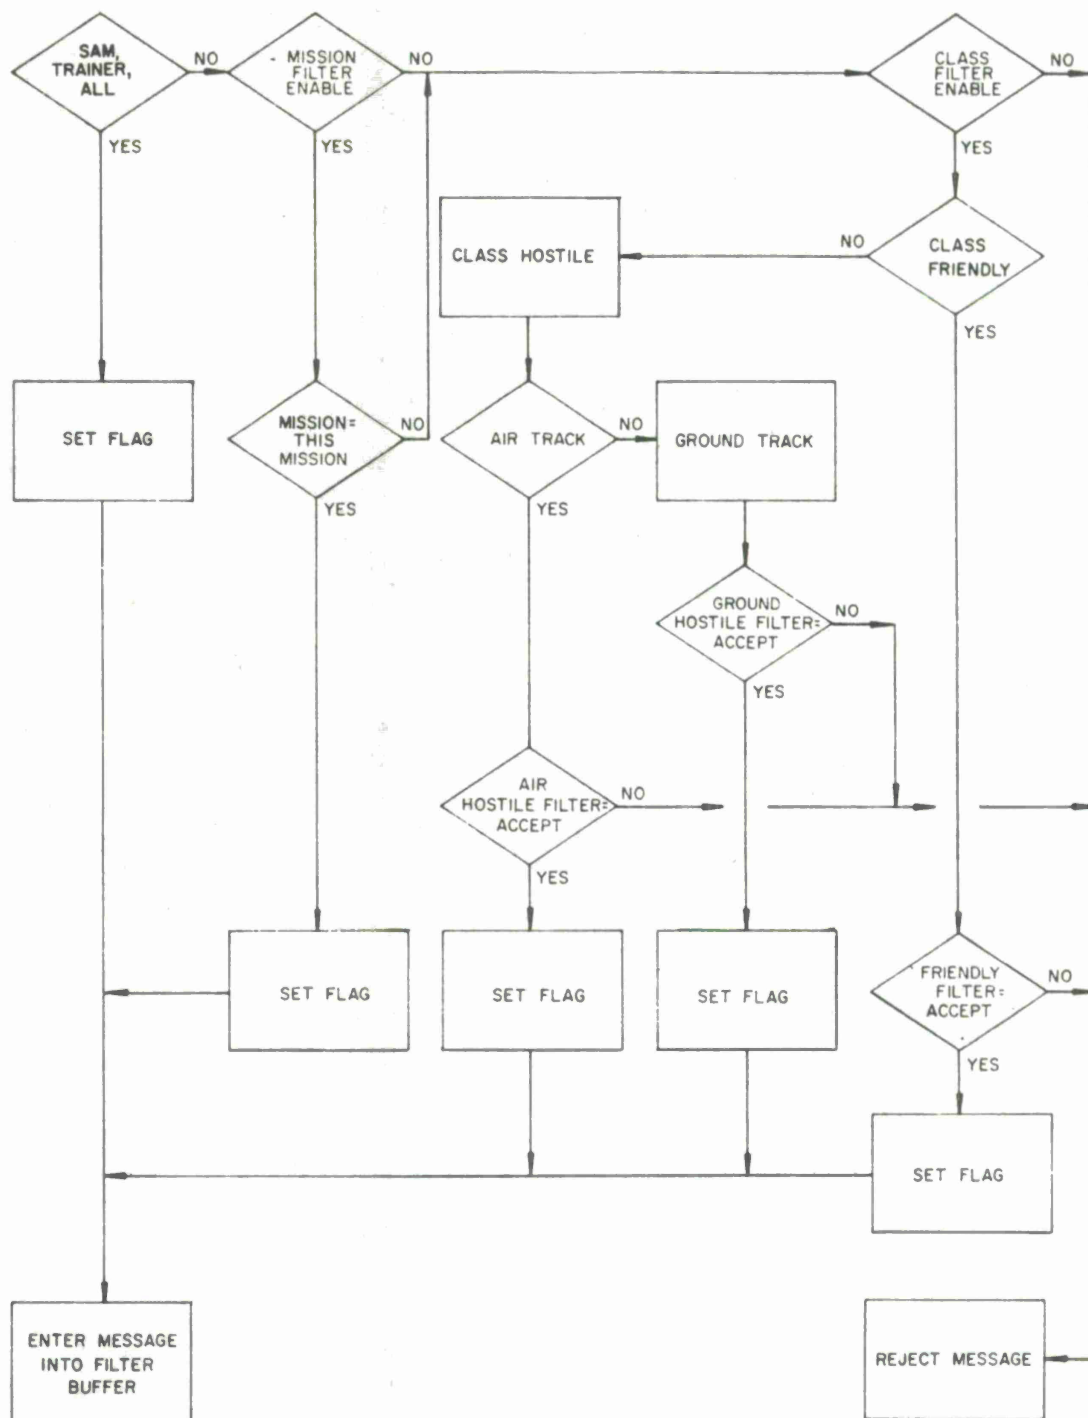 SAM,
TRAINER,
ALL
NO
YES
MISSION
FILTER
ENABLE
NO
YES
CLASS
FILTER
ENABLE
NO
YES
CLASS HOSTILE
CLASS
FRIENDLY
NO
YES
SET FLAG
MISSION=
THIS
MISSION
NO
YES
AIR TRACK
NO
YES
GROUND TRACK
GROUND
HOSTILE FILTER=
ACCEPT
NO
YES
AIR
HOSTILE FILTER=
ACCEPT
NO
YES
SET FLAG
SET FLAG
SET FLAG
FRIENDLY
FILTER=
ACCEPT
NO
YES
SET FLAG
ENTER MESSAGE
INTO FILTER
BUFFER
REJECT MESSAGE